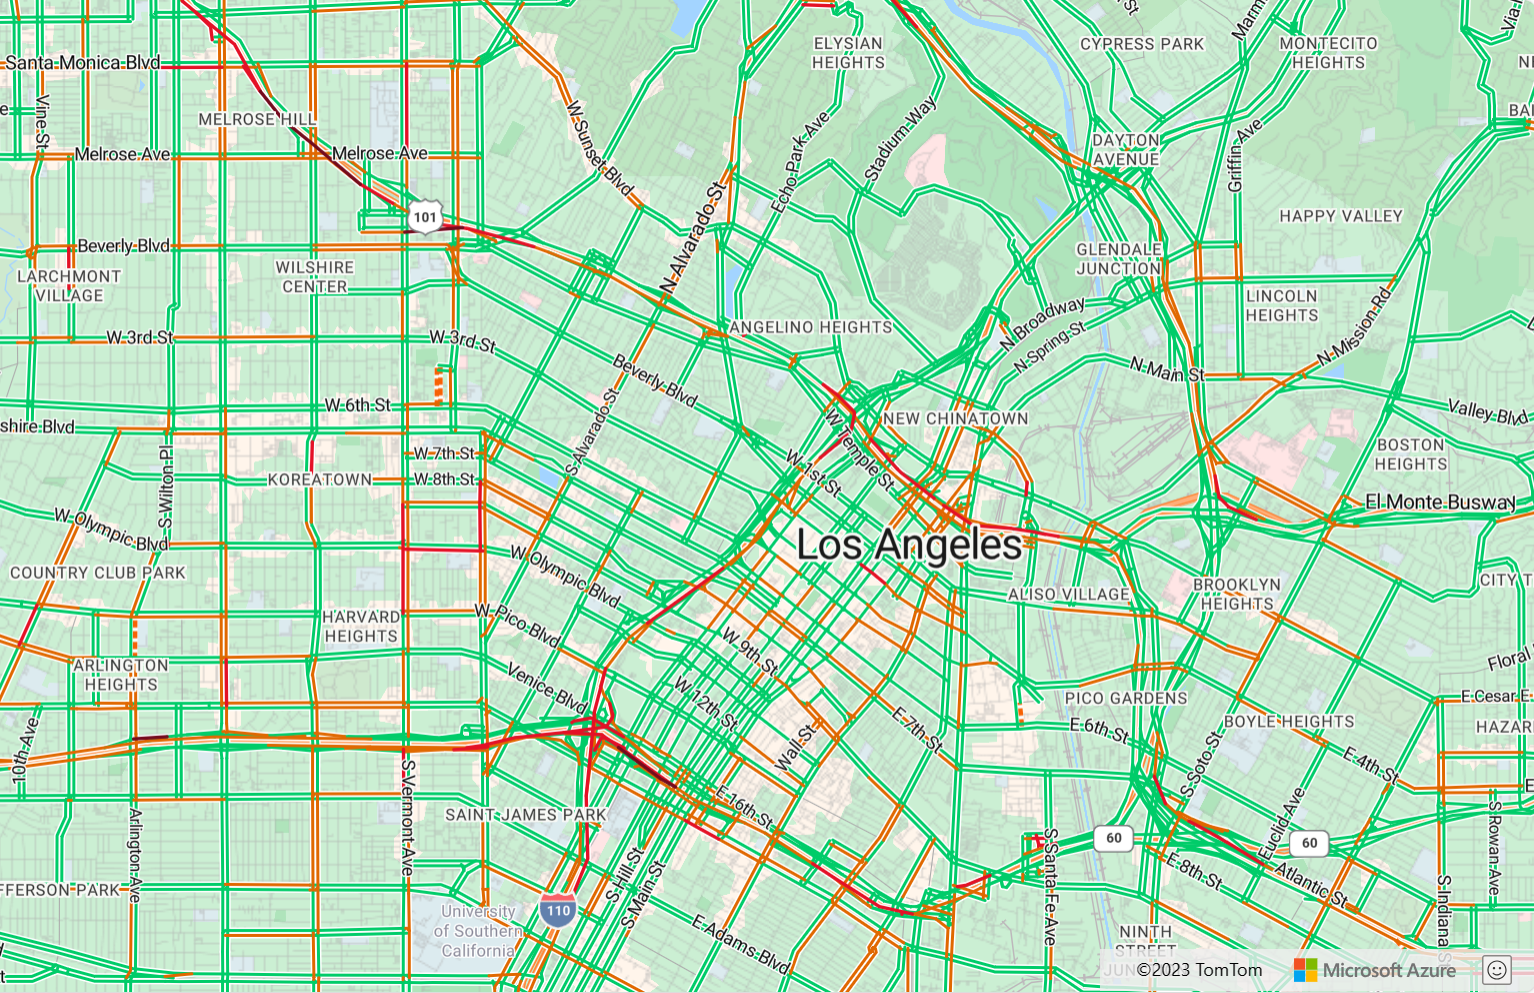 ELYSIAN
HEIGHTS
CYPRESS PARK
MONTECITO
HEIGHTS
Santa Monica Blvd
Vine St
MELROSE HILL
W Sunset Blvd
Echo Park Ave
Stadium Way
DAYTON
AVENUE
Griffin Ave
Melrose Ave
Melrose Ave
101
N Alvarado St
HAPPY VALLEY
Beverly Blvd
WILSHIRE
CENTER
LARCHMONT
VILLAGE
GLENDALE
JUNCTION
LINCOLN
HEIGHTS
N Broadway
N Spring St
N Mission Rd
ANGELINO HEIGHTS
W 3rd St
W 3rd St
N Main St
Beverly Blvd
W 6th St
S Alvarado St
NEW CHINATOWN
Valley Blvd
shire Blvd
W Temple St
BOSTON
HEIGHTS
W 7th St
W 1st St
S Wilton Pl
KOREATOWN
W 8th St
El Monte Busway
W Olympic Blvd
Los Angeles
W Olympic Blvd
COUNTRY CLUB PARK
CITY T
ALISO VILLAGE
BROOKLYN
HEIGHTS
HARVARD
HEIGHTS
W Pico Blvd
W 9th St
Floral
ARLINGTON
HEIGHTS
Venice Blvd
W 12th St
PICO GARDENS
E Cesar E
10th Ave
E 7th St
E 6th St
BOYLE HEIGHTS
HAZAR
Wall St
E 4th St
S Soto St
S Vermont Ave
SAINT JAMES PARK
E 16th St
Arlington Ave
S Rowan Ave
Euclid Ave
60
60
S Santa Fe Ave
E 8th St
Atlantic St
FFERSON PARK
S Hill St
S Main St
S Indiana
110
University
of Southern
California
E Adams Blvd
NINTH
STREET
©2023 TomTom
Microsoft Azure